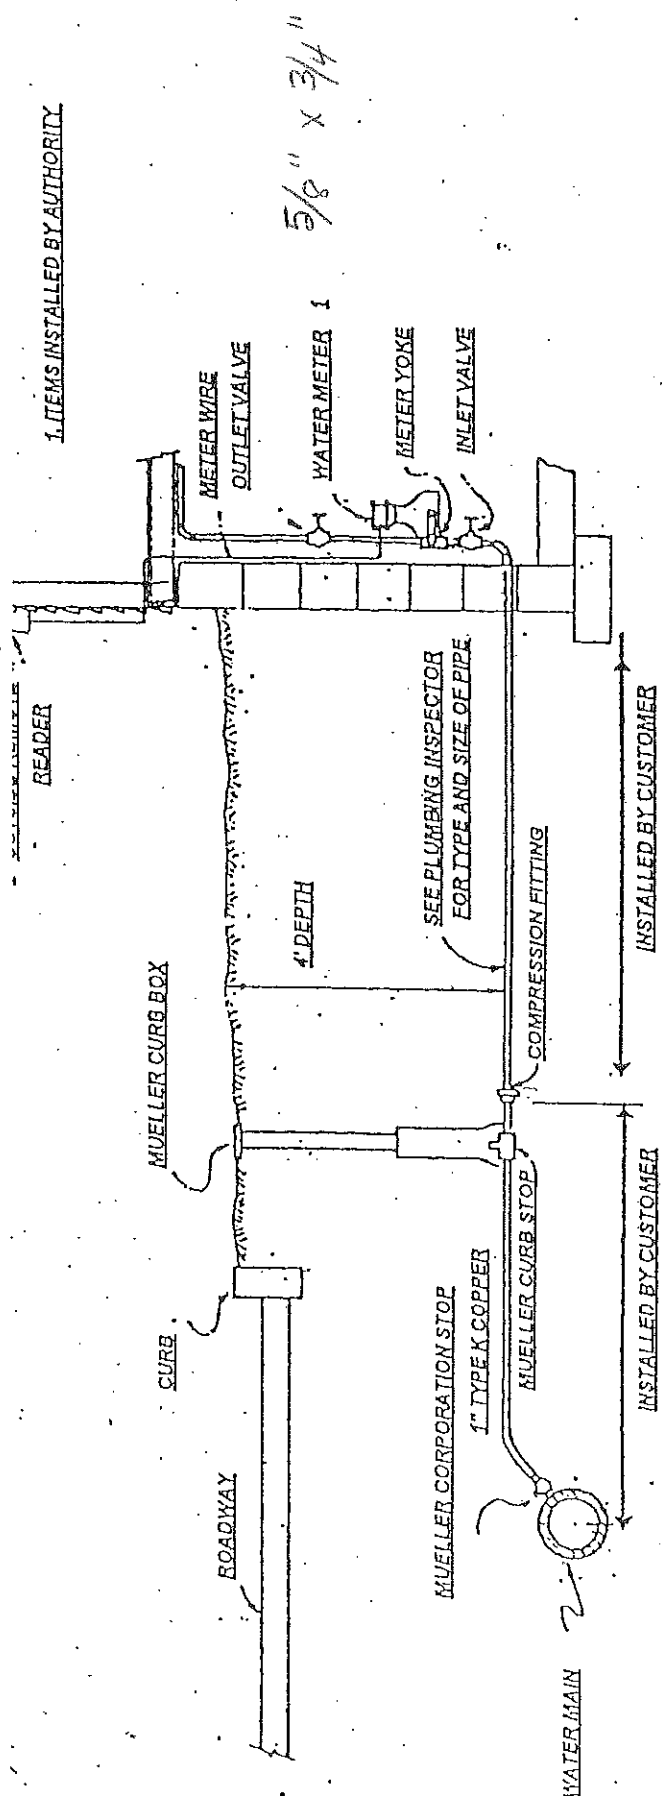 1. ITEMS INSTALLED BY AUTHORITY
5/8" X 3/4"
METER WIRE
OUTLET VALVE
WATER METER 1
METER YOKE
INLET VALVE
READER
SEE PLUMBING INSPECTOR
FOR TYPE AND SIZE OF PIPE
4' DEPTH
COMPRESSION FITTING
INSTALLED BY CUSTOMER
MUELLER CURB BOX
CURB
ROADWAY
MUELLER CORPORATION STOP
1" TYPE K COPPER
MUELLER CURB STOP
INSTALLED BY CUSTOMER
WATER MAIN